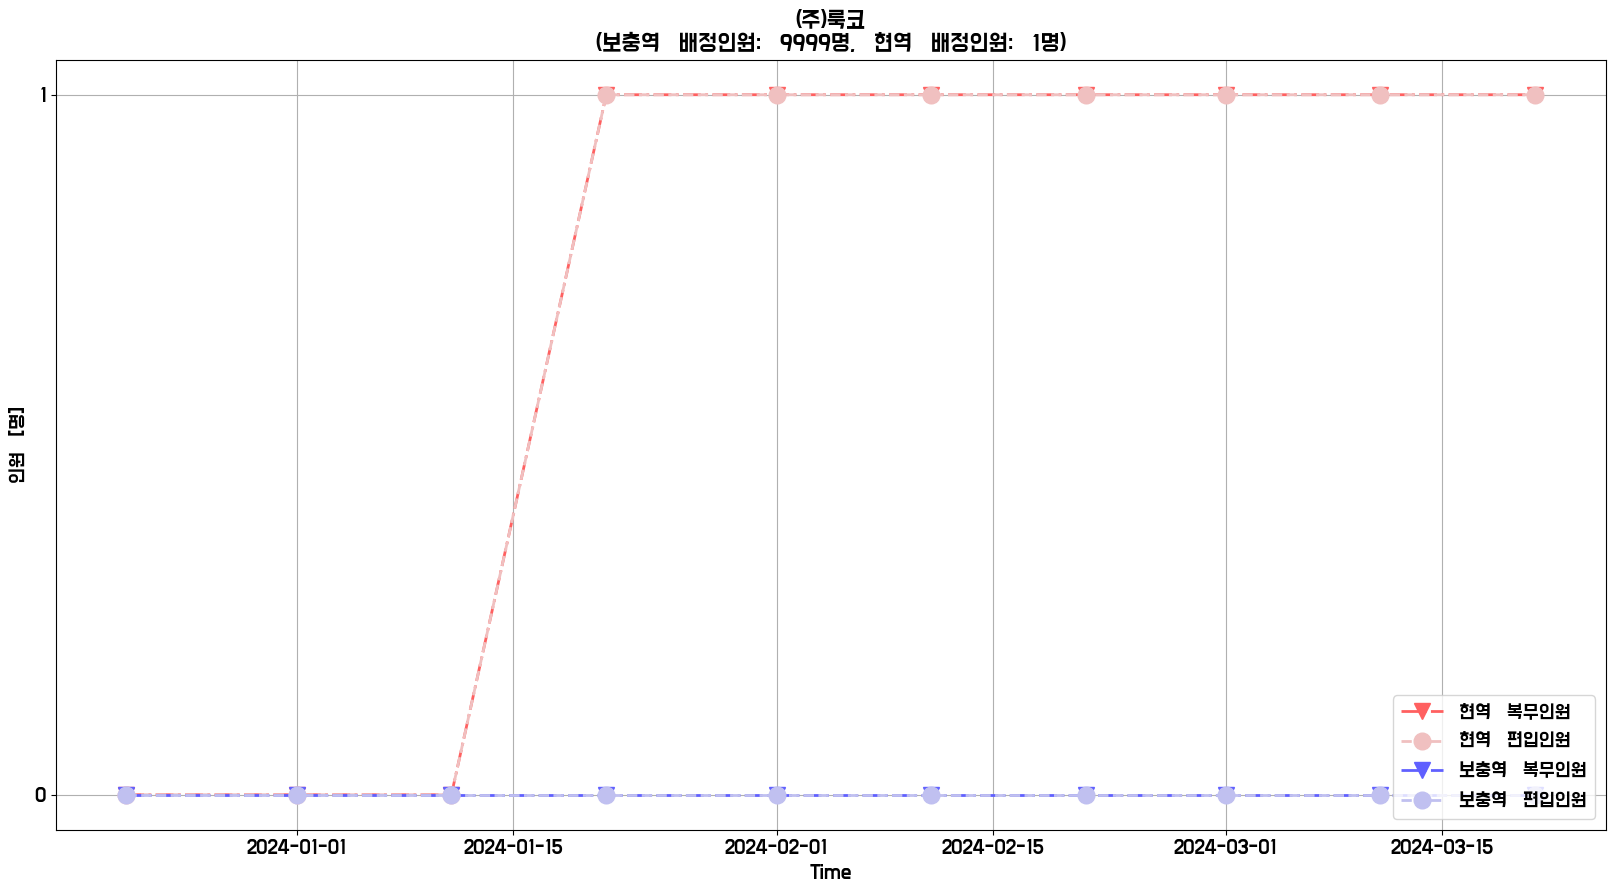 (주)룩코
(보충역 배정인원: 9999명, 현역 배정인원: 1명)
인원 [명]
1
0
현역 복무인원
현역 편입인원
보충역 복무인원
보충역 편입인원
2024-01-01 2024-01-15 2024-02-01 2024-02-15 2024-03-01 2024-03-15
Time